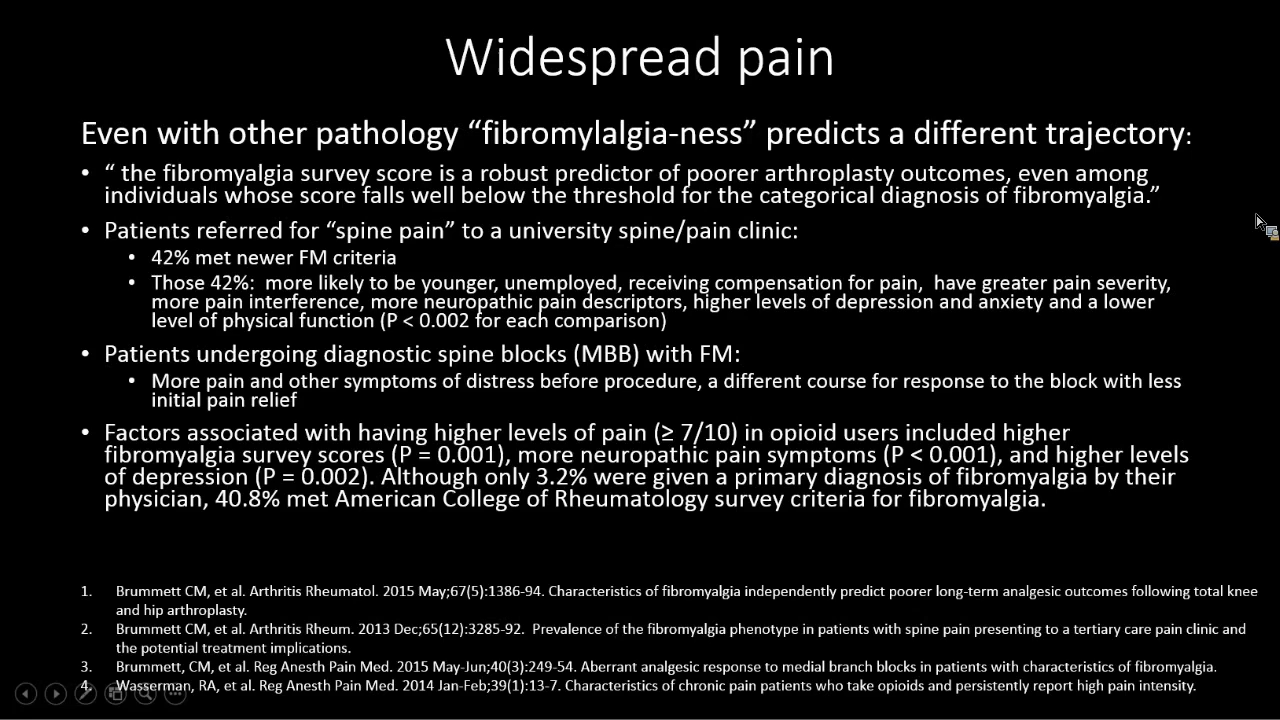 Widespread pain
Even with other pathology “fibromylalgia-ness” predicts a different trajectory:
• “ the fibromyalgia survey score is a robust predictor of poorer arthroplasty outcomes, even among
individuals whose score falls well below the threshold for the categorical diagnosis of fibromyalgia.”
• Patients referred for “spine pain” to a university spine/pain clinic:
• 42% met newer FM criteria
• Those 42%:  more likely to be younger, unemployed, receiving compensation for pain,  have greater pain severity,
more pain interference, more neuropathic pain descriptors, higher levels of depression and anxiety and a lower
level of physical function (P < 0.002 for each comparison)
• Patients undergoing diagnostic spine blocks (MBB) with FM:
• More pain and other symptoms of distress before procedure, a different course for response to the block with less
initial pain relief
• Factors associated with having higher levels of pain (≥ 7/10) in opioid users included higher
fibromyalgia survey scores (P = 0.001), more neuropathic pain symptoms (P < 0.001), and higher levels
of depression (P = 0.002). Although only 3.2% were given a primary diagnosis of fibromyalgia by their
physician, 40.8% met American College of Rheumatology survey criteria for fibromyalgia.
1. Brummett CM, et al. Arthritis Rheumatol. 2015 May;67(5):1386-94. Characteristics of fibromyalgia independently predict poorer long-term analgesic outcomes following total knee
and hip arthroplasty.
2. Brummett CM, et al. Arthritis Rheum. 2013 Dec;65(12):3285-92.  Prevalence of the fibromyalgia phenotype in patients with spine pain presenting to a tertiary care pain clinic and
the potential treatment implications.
3. Brummett, CM, et al. Reg Anesth Pain Med. 2015 May-Jun;40(3):249-54. Aberrant analgesic response to medial branch blocks in patients with characteristics of fibromyalgia.
4. Wasserman, RA, et al. Reg Anesth Pain Med. 2014 Jan-Feb;39(1):13-7. Characteristics of chronic pain patients who take opioids and persistently report high pain intensity.